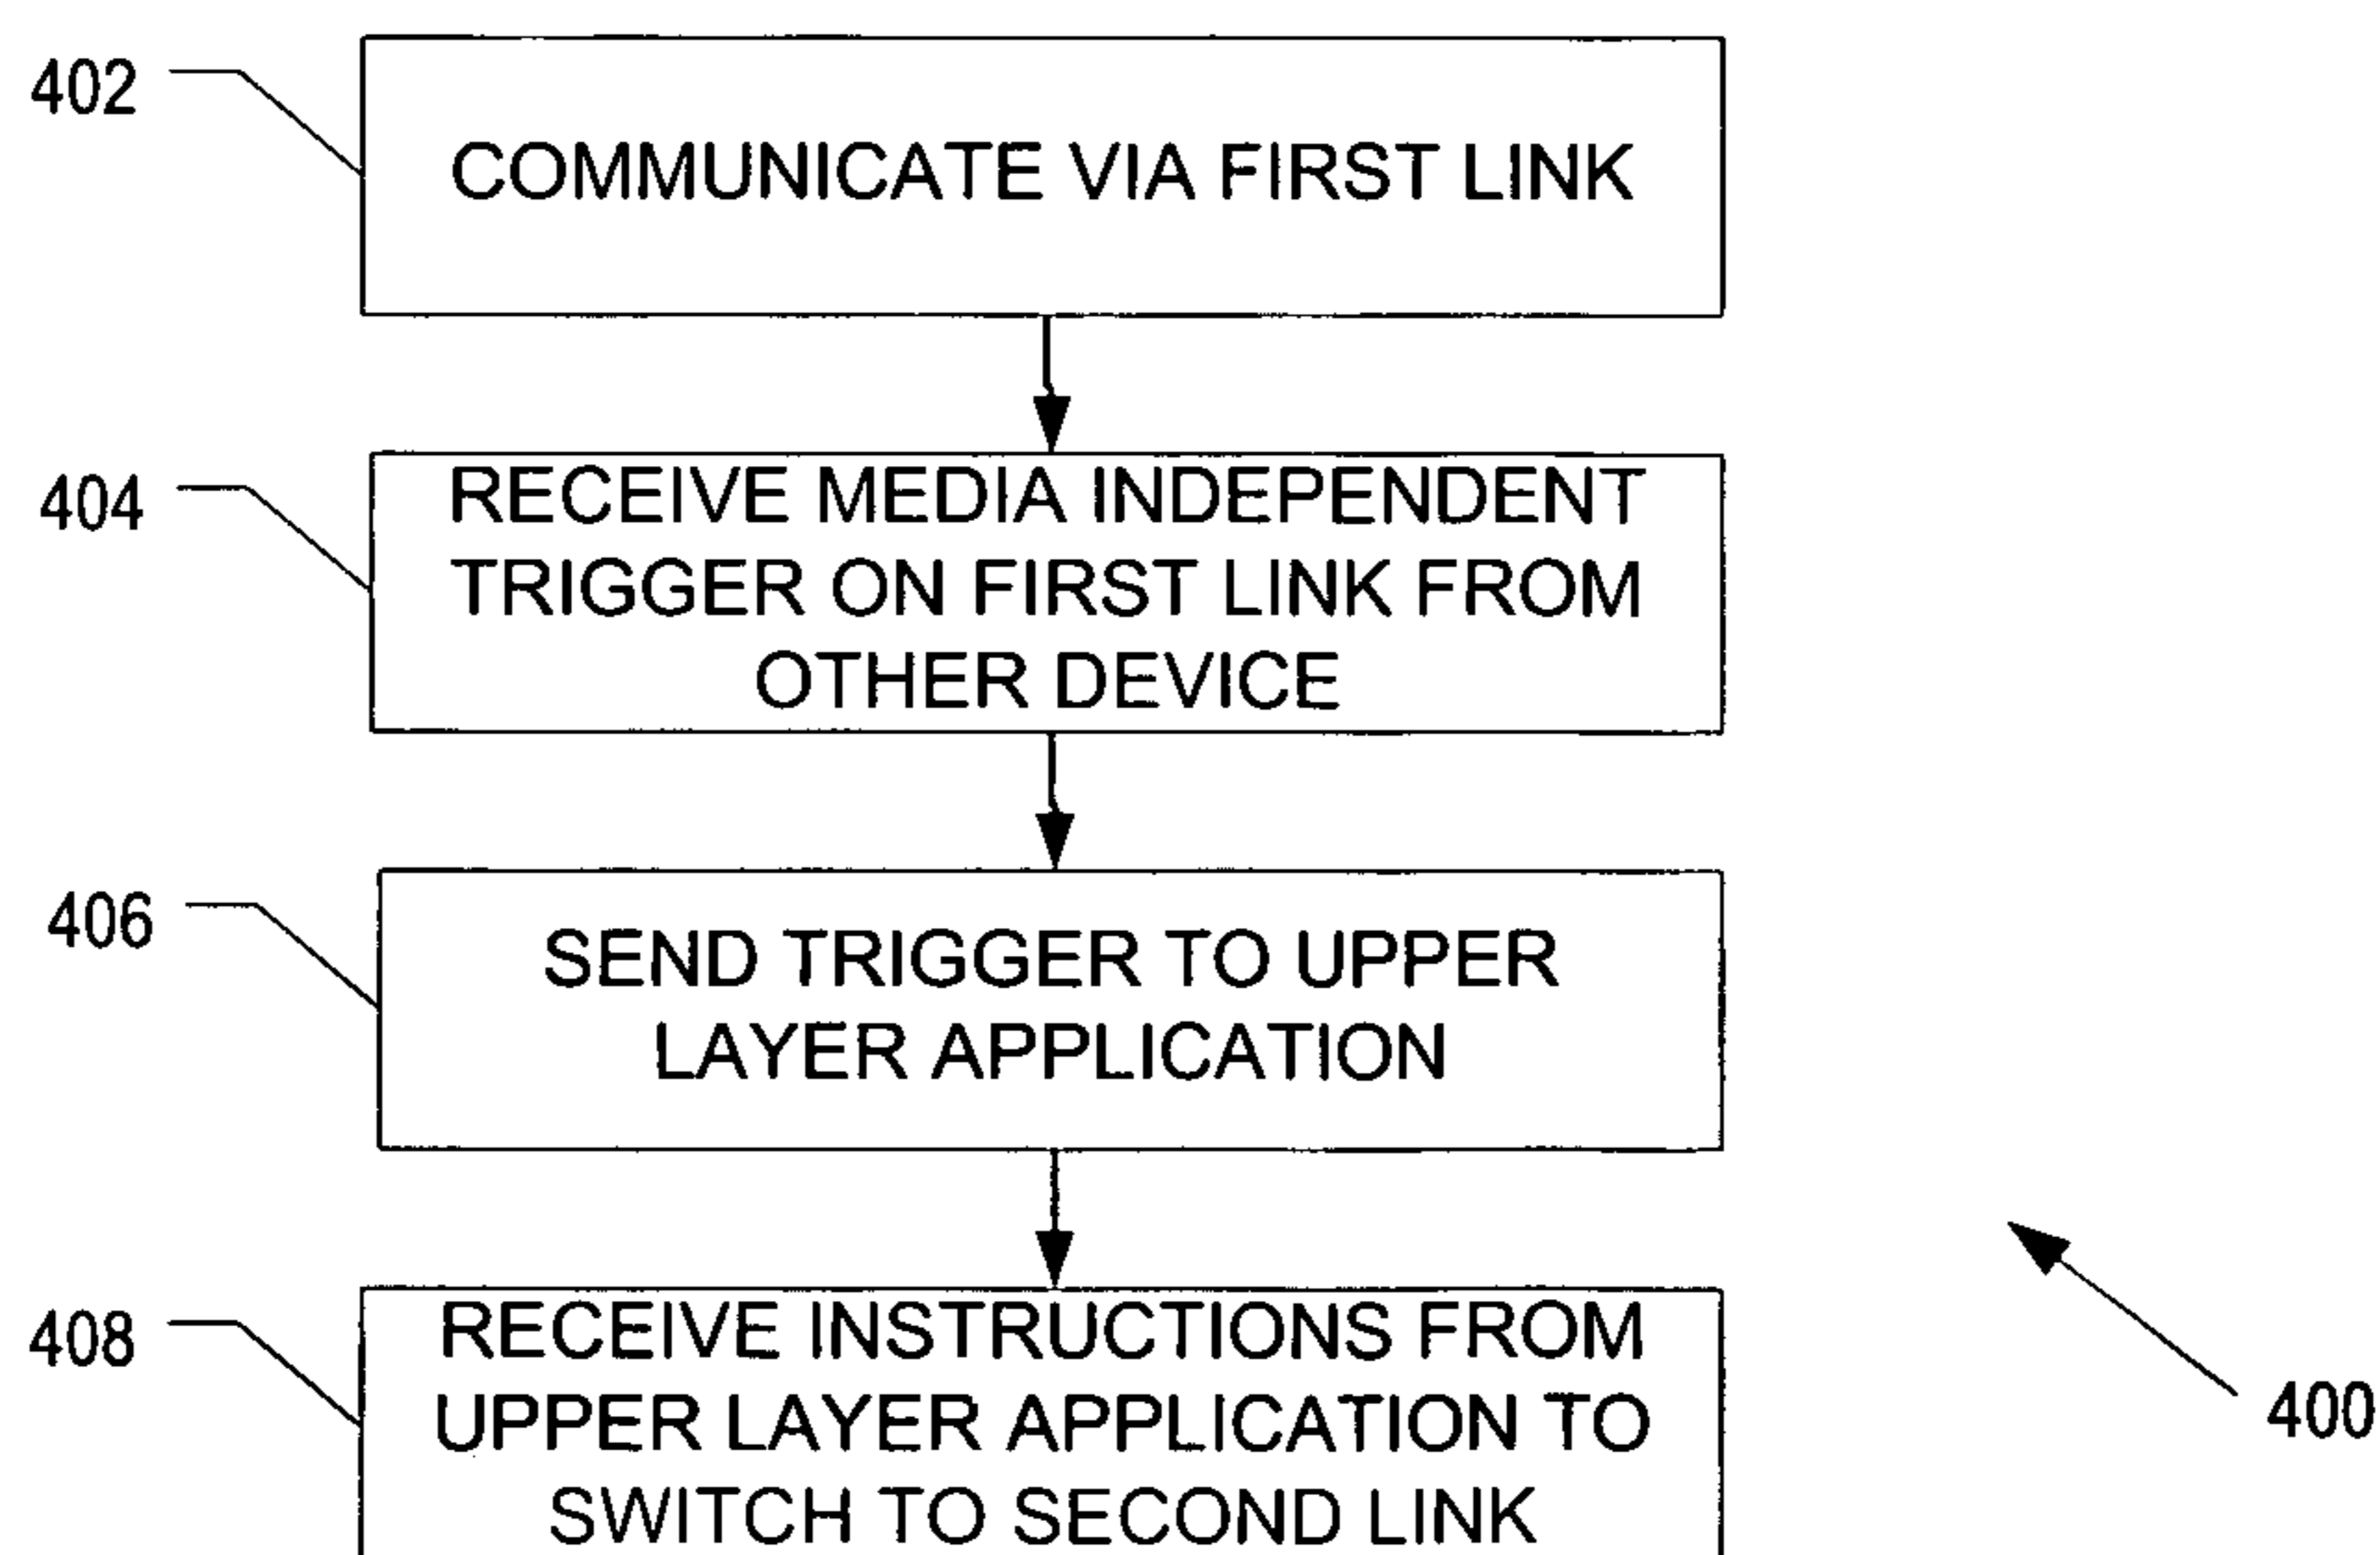 402
COMMUNICATE VIA FIRST LINK
404
RECEIVE MEDIA INDEPENDENT
TRIGGER ON FIRST LINK FROM
OTHER DEVICE
406
SEND TRIGGER TO UPPER
LAYER APPLICATION
408
RECEIVE INSTRUCTIONS FROM
UPPER LAYER APPLICATION TO
SWITCH TO SECOND LINK
400